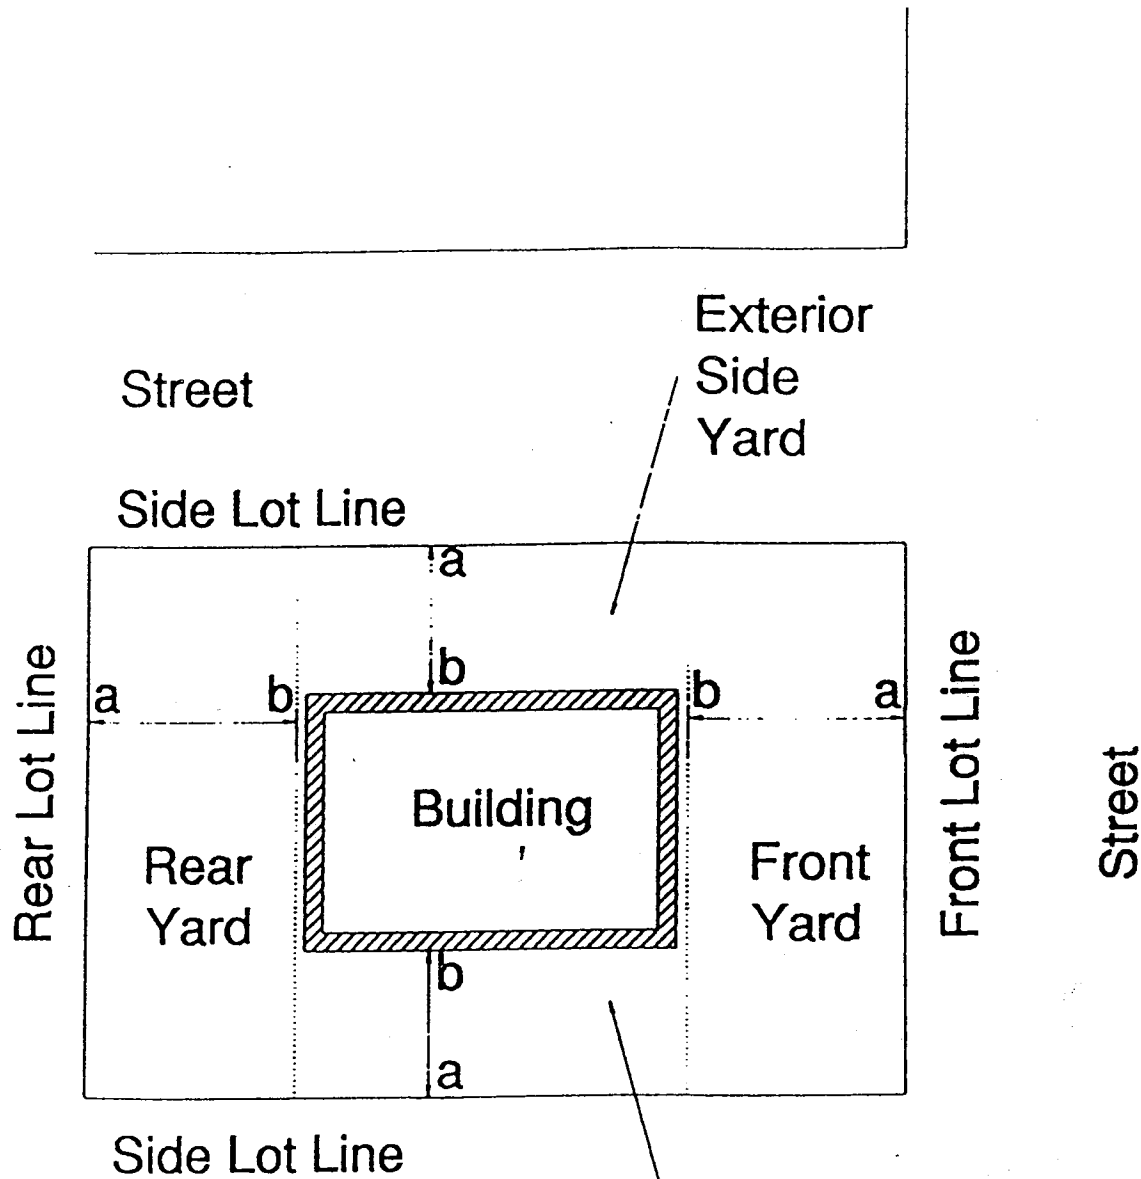 Exterior
Side
Yard
Street
Side Lot Line
a
b
a
b
b
a
Rear Lot Line
Front Lot Line
Street
Building
Rear
Yard
Front
Yard
b
a
Side Lot Line